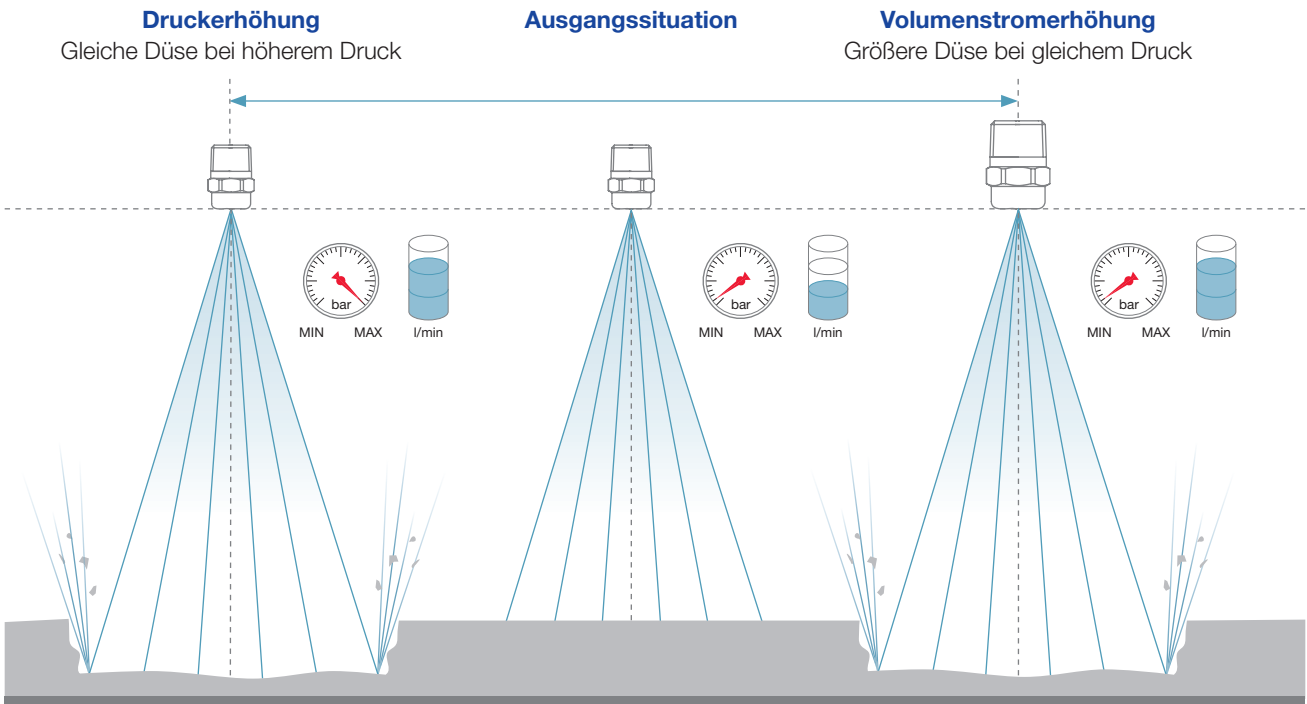 Druckerhöhung
Gleiche Düse bei höherem Druck
Ausgangssituation
Volumenstromerhöhung
Größere Düse bei gleichem Druck
bar
MIN MAX l/min
bar
MIN MAX l/min
bar
MIN MAX l/min